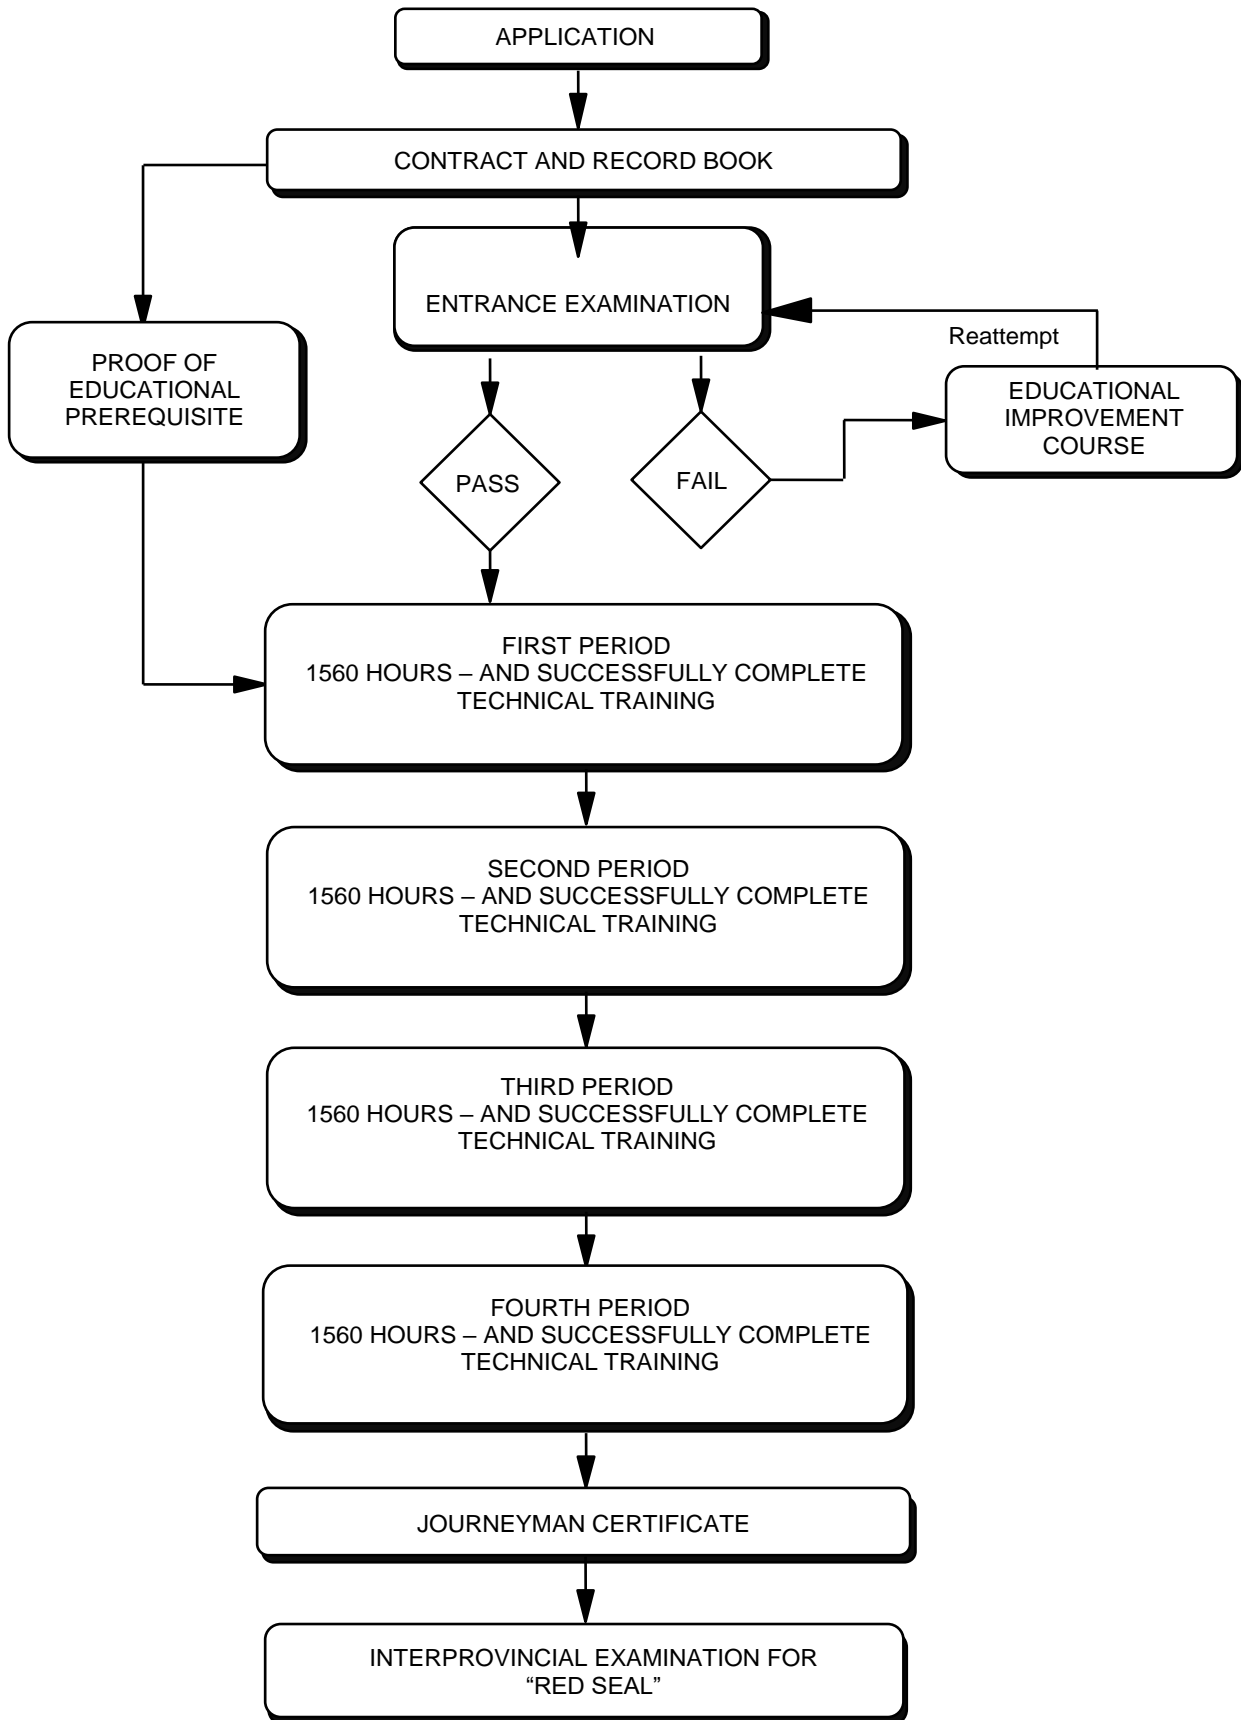 APPLICATION
CONTRACT AND RECORD BOOK
ENTRANCE EXAMINATION
Reattempt
PROOF OF
EDUCATIONAL
PREREQUISITE
EDUCATIONAL
IMPROVEMENT
COURSE
PASS
FAIL
FIRST PERIOD
1560 HOURS – AND SUCCESSFULLY COMPLETE
TECHNICAL TRAINING
SECOND PERIOD
1560 HOURS – AND SUCCESSFULLY COMPLETE
TECHNICAL TRAINING
THIRD PERIOD
1560 HOURS – AND SUCCESSFULLY COMPLETE
TECHNICAL TRAINING
FOURTH PERIOD
1560 HOURS – AND SUCCESSFULLY COMPLETE
TECHNICAL TRAINING
JOURNEYMAN CERTIFICATE
INTERPROVINCIAL EXAMINATION FOR
“RED SEAL”